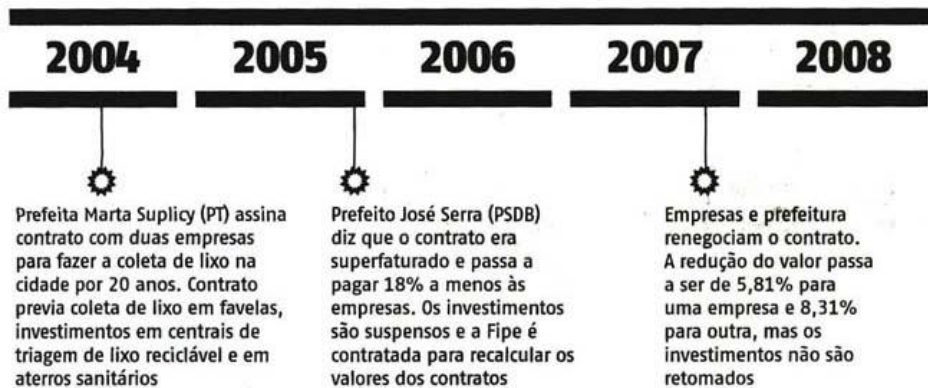 2004 2005 2006 2007 2008
Prefeita Marta Suplicy (PT) assina
contrato com duas empresas
para fazer a coleta de lixo na
cidade por 20 anos. Contrato
previa coleta de lixo em favelas,
investimentos em centrais de
triagem de lixo reciclável e em
aterros sanitários
Prefeito José Serra (PSDB)
diz que o contrato era
superfaturado e passa a
pagar 18% a menos às
empresas. Os investimentos
são suspensos e a Fipe é
contratada para recalcular os
valores dos contratos
Empresas e prefeitura
renegociam o contrato.
A redução do valor passa
a ser de 5,81% para
uma empresa e 8,31%
para outra, mas os
investimentos não são
retomados